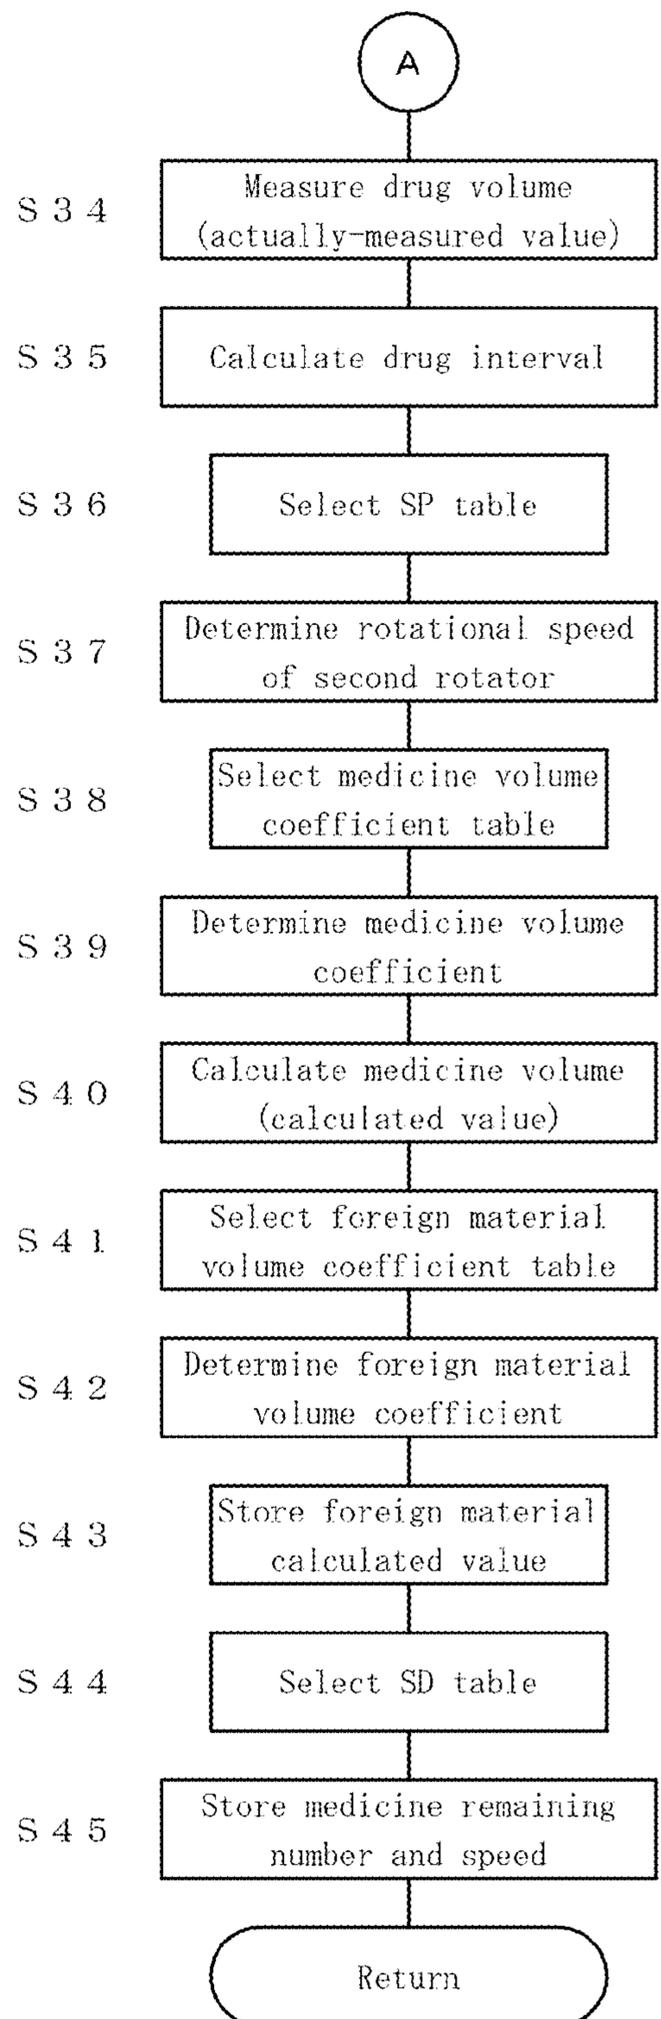 A
S34
Measure drug volume
(actually-measured value)
S35
Calculate drug interval
S36
Select SP table
S37
Determine rotational speed
of second rotator
S38
Select medicine volume
coefficient table
S39
Determine medicine volume
coefficient
S40
Calculate medicine volume
(calculated value)
S41
Select foreign material
volume coefficient table
S42
Determine foreign material
volume coefficient
S43
Store foreign material
calculated value
S44
Select SD table
S45
Store medicine remaining
number and speed
Return